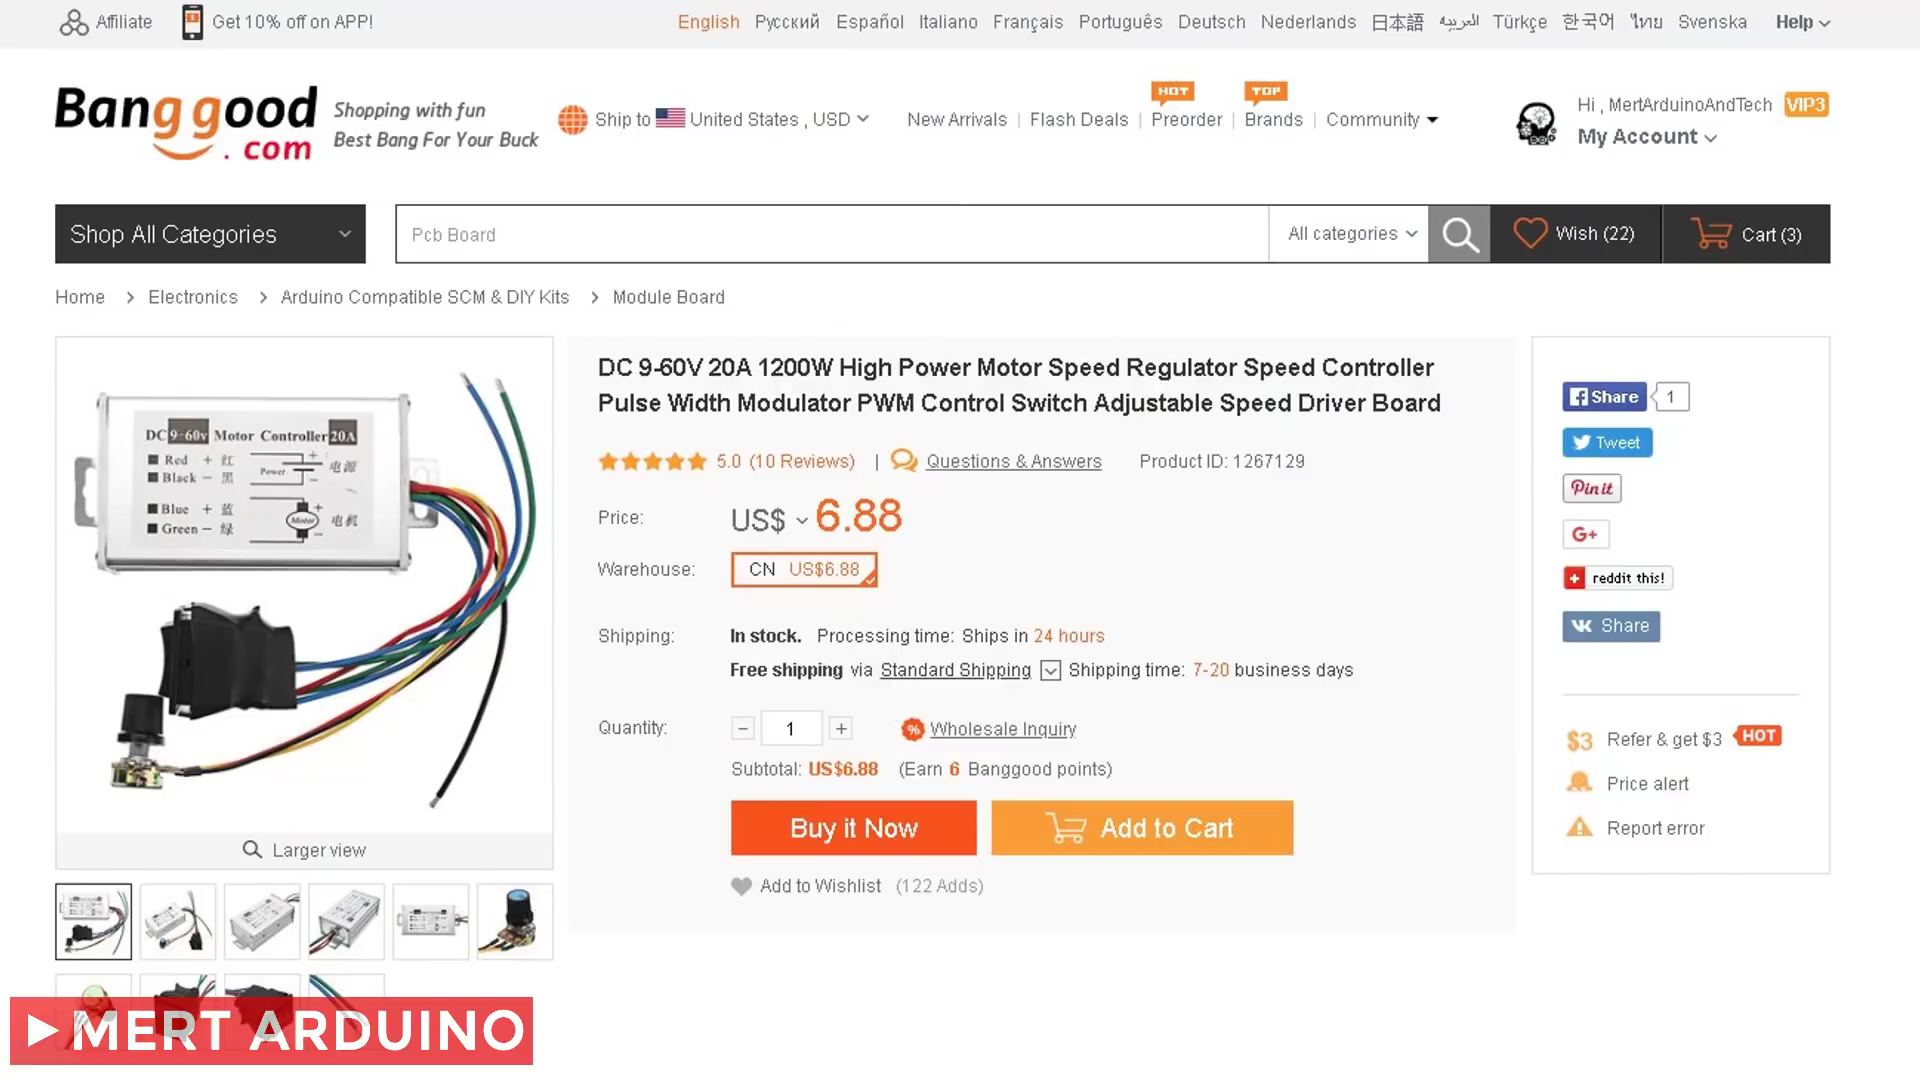 Affiliate
Get 10% off on APP!
English Русский Español Italiano Français Português Deutsch Nederlands 日本語 العربية Türkçe 한국어 ไทย Svenska Help
Banggood.com
Shopping with fun
Best Bang For Your Buck
Ship to United States , USD
New Arrivals | Flash Deals | Preorder | Brands | Community
HOT
TOP
Hi , MertArduinoAndTech VIP3
My Account
Shop All Categories
Pcb Board
All categories
Wish (22)
Cart (3)
Home > Electronics > Arduino Compatible SCM & DIY Kits > Module Board
DC 9-60v Motor Controller 20A
Red + 红
Black - 黑
Power + - 电源
Blue + 蓝
Green - 绿
Motor + - 电机
Larger view
DC 9-60V 20A 1200W High Power Motor Speed Regulator Speed Controller
Pulse Width Modulator PWM Control Switch Adjustable Speed Driver Board
5.0 (10 Reviews) | Questions & Answers Product ID: 1267129
Price: US$ 6.88
Warehouse: CN US$6.88
Shipping: In stock. Processing time: Ships in 24 hours
Free shipping via Standard Shipping Shipping time: 7-20 business days
Quantity: - 1 + % Wholesale Inquiry
Subtotal: US$6.88 (Earn 6 Banggood points)
Buy it Now
Add to Cart
Add to Wishlist (122 Adds)
f Share 1
Tweet
Pin it
G+
+ reddit this!
Share
$3 Refer & get $3 HOT
Price alert
Report error
MERT ARDUINO